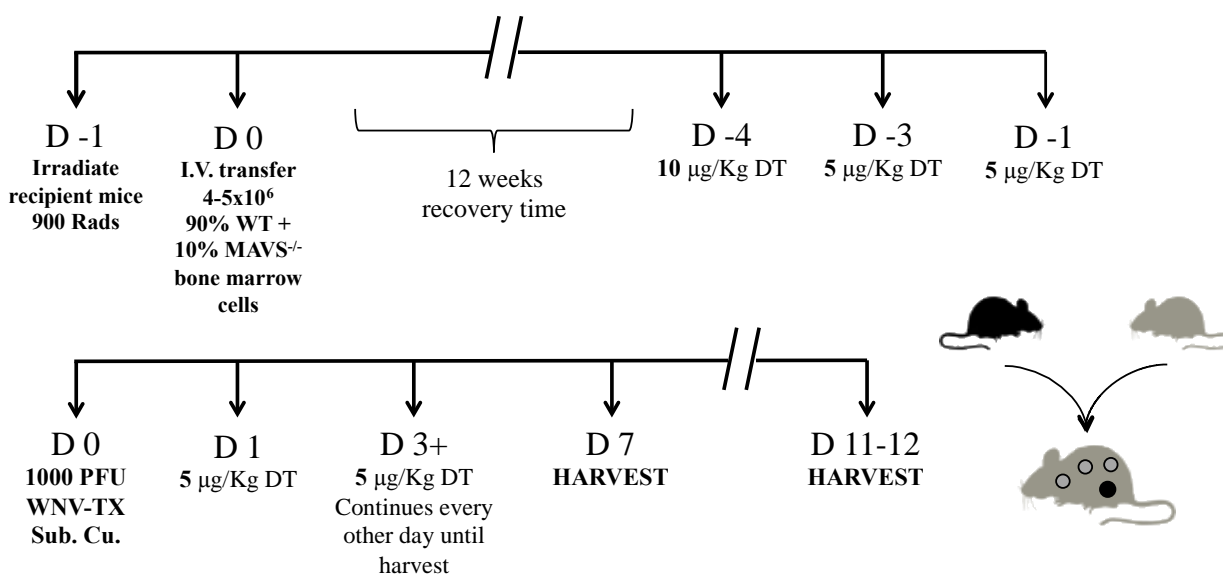 D -1
Irradiate
recipient mice
900 Rads
D 0
I.V. transfer
4-5x10⁶
90% WT +
10% MAVS⁻/⁻
bone marrow
cells
12 weeks
recovery time
D -4
10 μg/Kg DT
D -3
5 μg/Kg DT
D -1
5 μg/Kg DT
D 0
1000 PFU
WNV-TX
Sub. Cu.
D 1
5 μg/Kg DT
D 3+
5 μg/Kg DT
Continues every
other day until
harvest
D 7
HARVEST
D 11-12
HARVEST